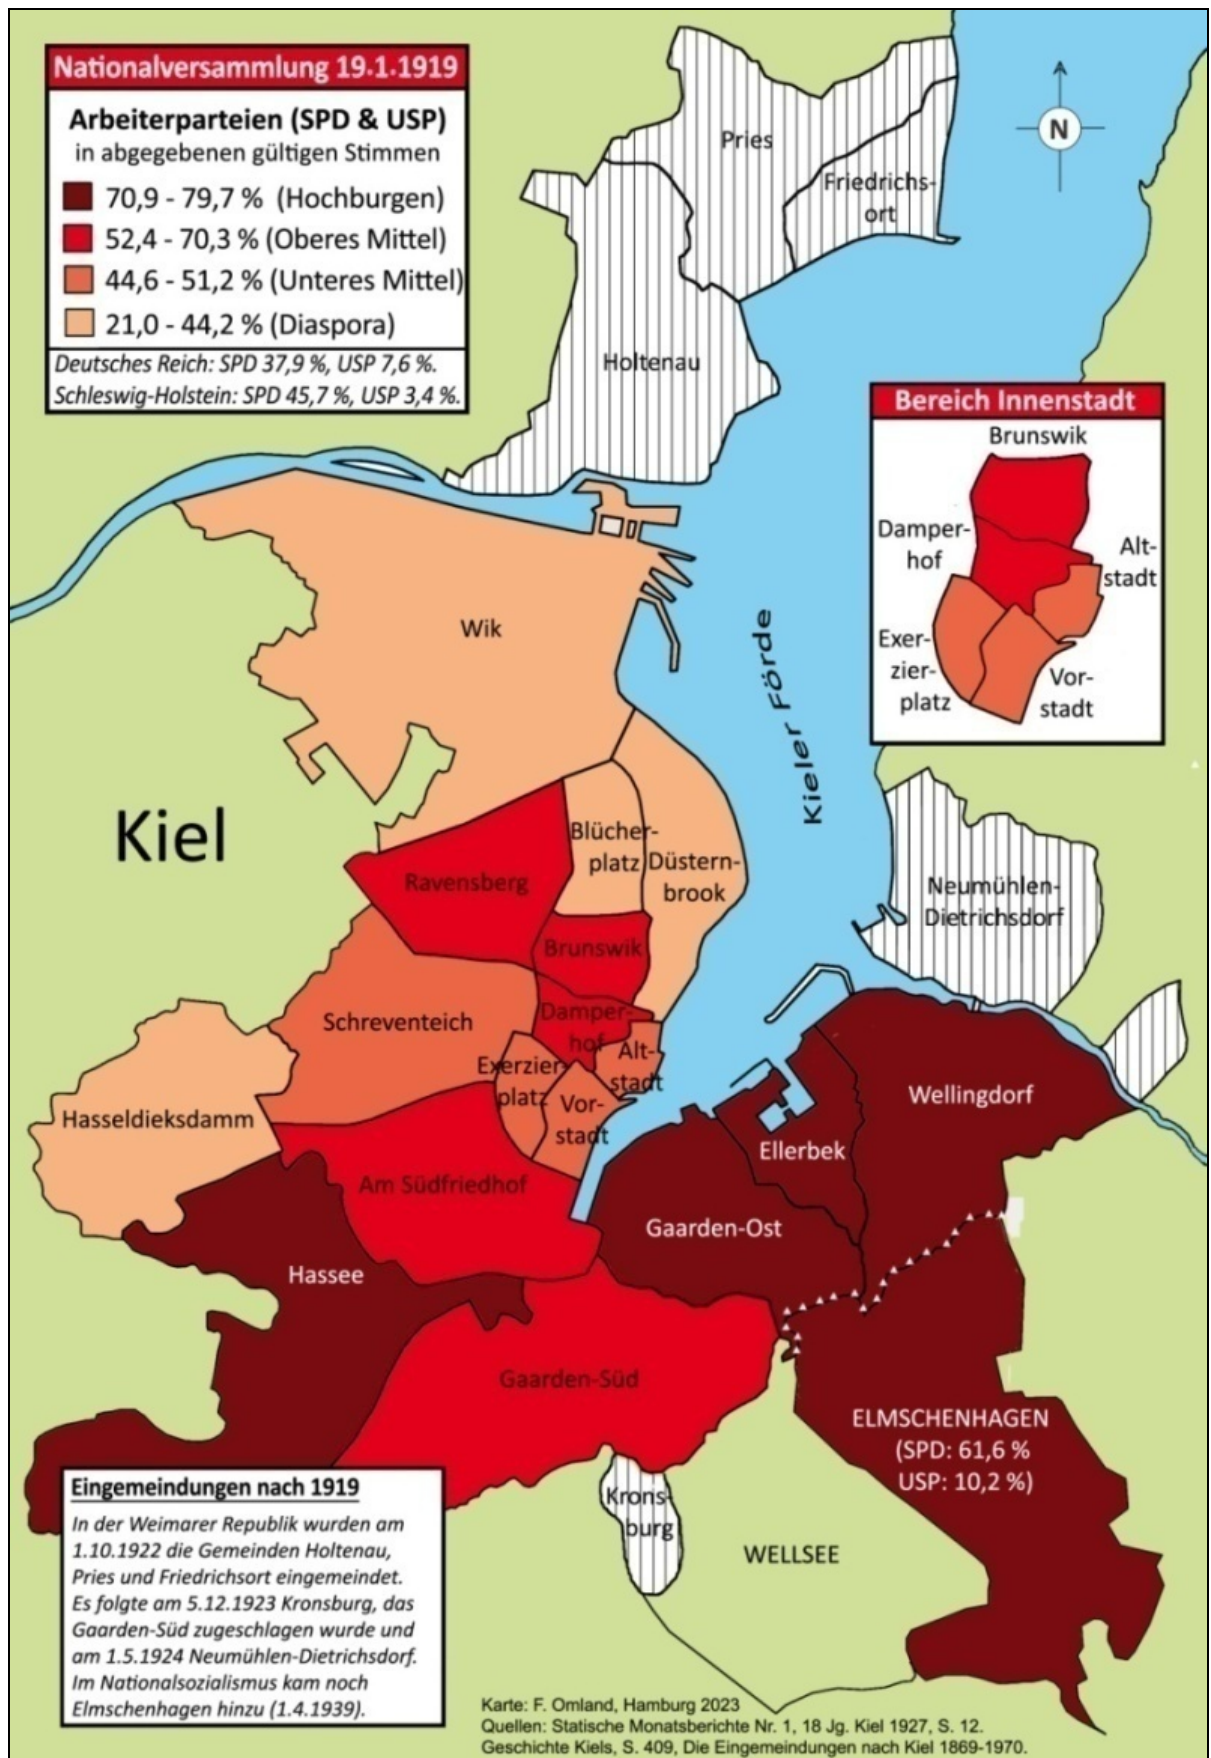 Nationalversammlung 19.1.1919
Arbeiterparteien (SPD & USP)
in abgegebenen gültigen Stimmen
70,9 - 79,7 % (Hochburgen)
52,4 - 70,3 % (Oberes Mittel)
44,6 - 51,2 % (Unteres Mittel)
21,0 - 44,2 % (Diaspora)
Deutsches Reich: SPD 37,9 %, USP 7,6 %.
Schleswig-Holstein: SPD 45,7 %, USP 3,4 %.
N
Pries
Friedrichs-
ort
Holtenau
Bereich Innenstadt
Brunswik
Damper-
hof
Alt-
stadt
Exer-
zier-
platz
Vor-
stadt
Wik
Kieler Förde
Kiel
Blücher-
platz
Düstern-
brook
Ravensberg
Brunswik
Neumühlen-
Dietrichsdorf
Schreventeich
Damper-
hof
Alt-
stadt
Exerzier-
platz
Vor-
stadt
Hasseldieksdamm
Wellingdorf
Ellerbek
Am Südfriedhof
Gaarden-Ost
Hassee
Gaarden-Süd
ELMSCHENHAGEN
(SPD: 61,6 %
USP: 10,2 %)
Krons-
burg
WELLSEE
Eingemeindungen nach 1919
In der Weimarer Republik wurden am
1.10.1922 die Gemeinden Holtenau,
Pries und Friedrichsort eingemeindet.
Es folgte am 5.12.1923 Kronsburg, das
Gaarden-Süd zugeschlagen wurde und
am 1.5.1924 Neumühlen-Dietrichsdorf.
Im Nationalsozialismus kam noch
Elmschenhagen hinzu (1.4.1939).
Karte: F. Omland, Hamburg 2023
Quellen: Statische Monatsberichte Nr. 1, 18 Jg. Kiel 1927, S. 12.
Geschichte Kiels, S. 409, Die Eingemeindungen nach Kiel 1869-1970.